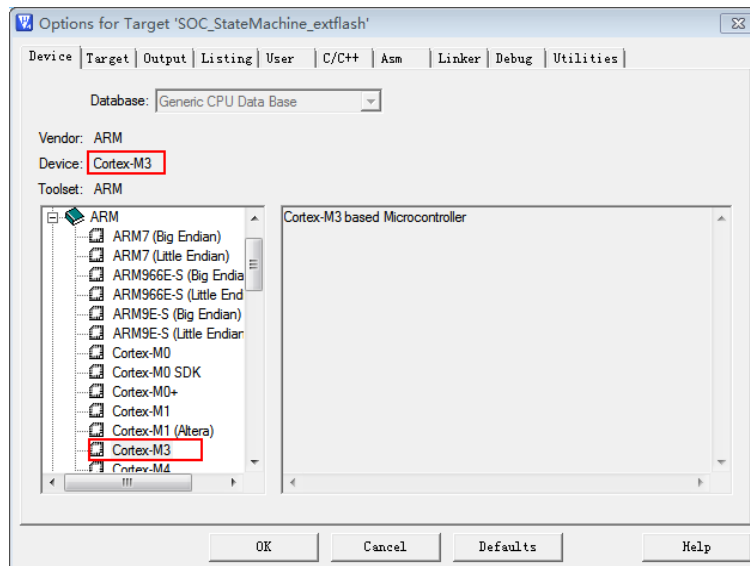 Options for Target 'SOC_StateMachine_extflash'
Device Target Output Listing User C/C++ Asm Linker Debug Utilities
Database: Generic CPU Data Base
Vendor: ARM
Device: Cortex-M3
Toolset: ARM
ARM
ARM7 (Big Endian)
ARM7 (Little Endian)
ARM966E-S (Big Endia
ARM966E-S (Little End
ARM9E-S (Big Endian)
ARM9E-S (Little Endian
Cortex-M0
Cortex-M0 SDK
Cortex-M0+
Cortex-M1
Cortex-M1 (Altera)
Cortex-M3
Cortex-M4
Cortex-M3 based Microcontroller
OK Cancel Defaults Help